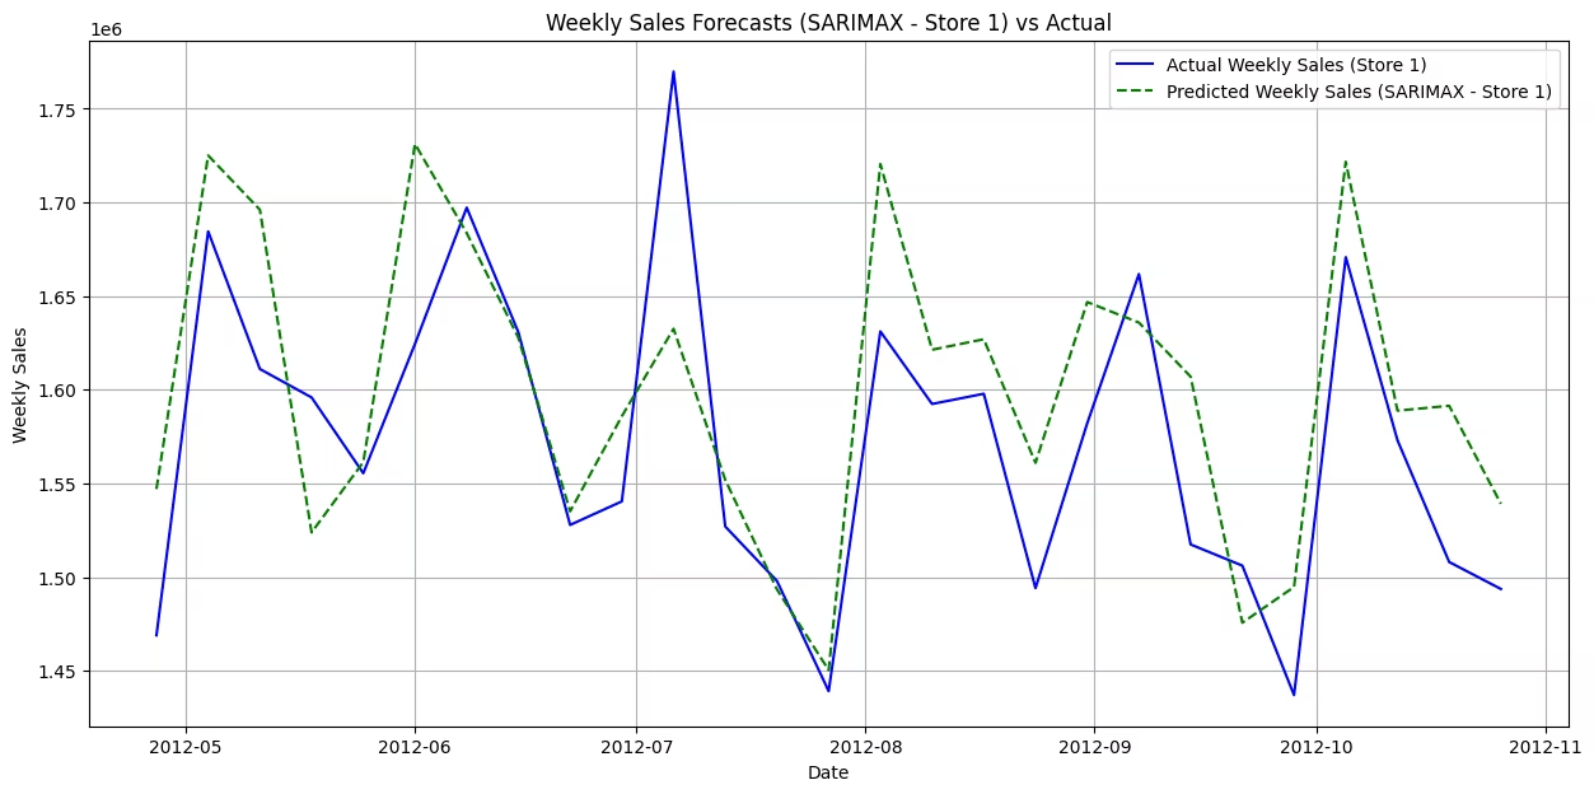 Weekly Sales Forecasts (SARIMAX - Store 1) vs Actual
1e6
Actual Weekly Sales (Store 1)
Predicted Weekly Sales (SARIMAX - Store 1)
1.75
1.70
1.65
1.60
1.55
1.50
1.45
Weekly Sales
2012-05 2012-06 2012-07 2012-08 2012-09 2012-10 2012-11
Date